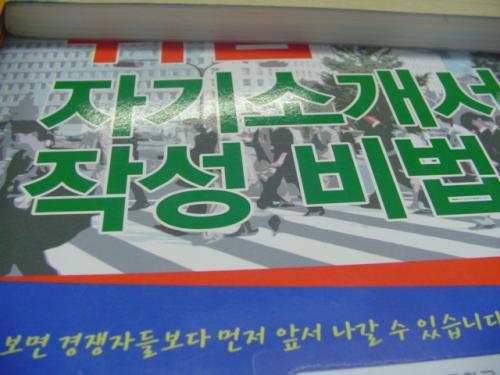 자기소개서
작성 비법
보면 경쟁자들보다 먼저 앞서 나갈 수 있습니다